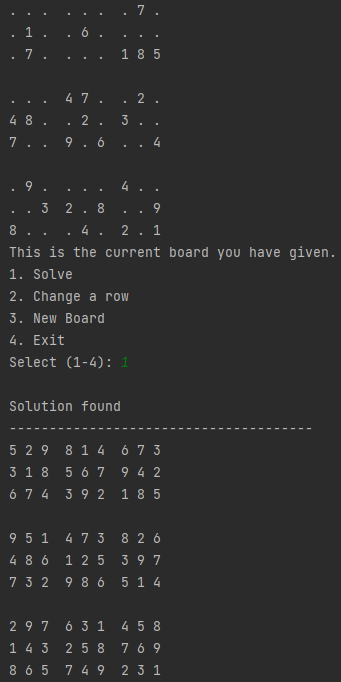 . . .  . . .  . 7 .
. 1 .  . 6 .  . . .
. 7 .  . . .  1 8 5
. . .  4 7 .  . 2 .
4 8 .  . 2 .  3 . .
7 . .  9 . 6  . . 4
. 9 .  . . .  4 . .
. . 3  2 . 8  . . 9
8 . .  . 4 .  2 . 1
This is the current board you have given.
1. Solve
2. Change a row
3. New Board
4. Exit
Select (1-4): 1
Solution found
-------------------------------------
5 2 9  8 1 4  6 7 3
3 1 8  5 6 7  9 4 2
6 7 4  3 9 2  1 8 5
9 5 1  4 7 3  8 2 6
4 8 6  1 2 5  3 9 7
7 3 2  9 8 6  5 1 4
2 9 7  6 3 1  4 5 8
1 4 3  2 5 8  7 6 9
8 6 5  7 4 9  2 3 1